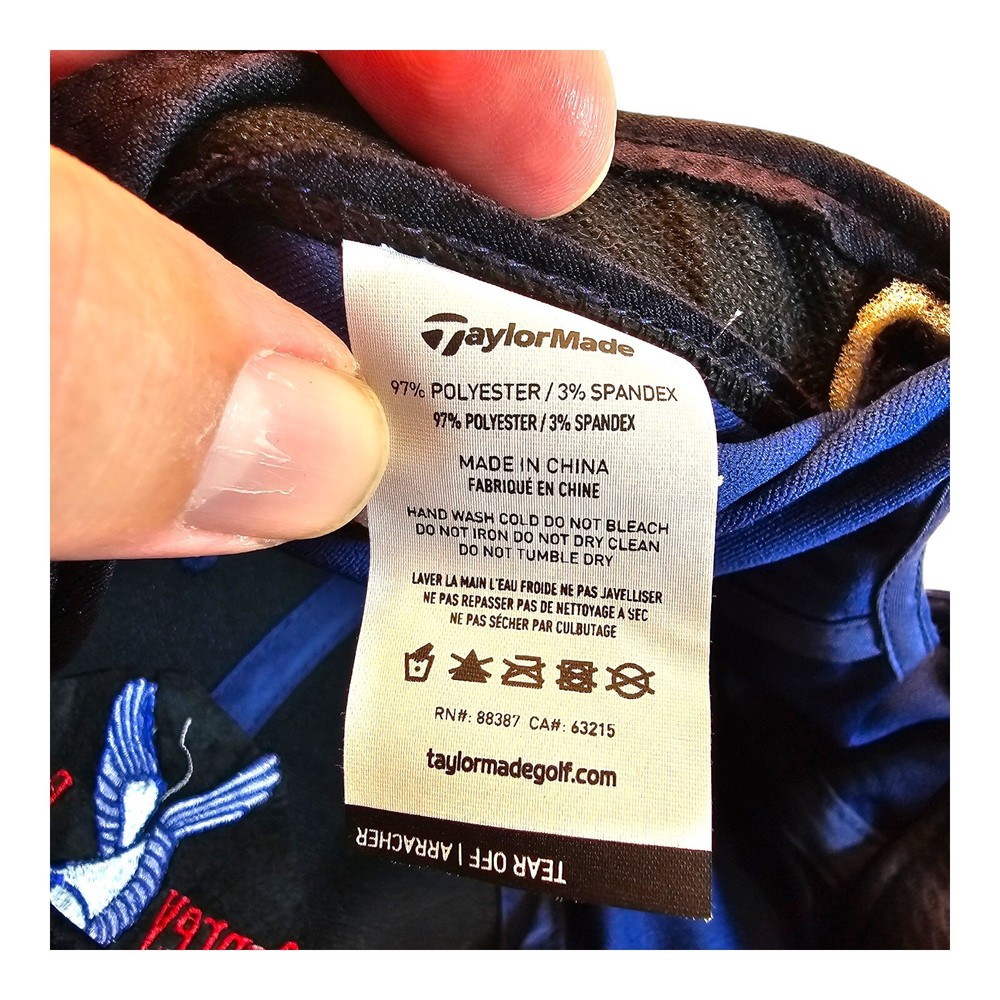 TaylorMade
97% POLYESTER / 3% SPANDEX
97% POLYESTER / 3% SPANDEX
MADE IN CHINA
FABRIQUÉ EN CHINE
HAND WASH COLD DO NOT BLEACH
DO NOT IRON DO NOT DRY CLEAN
DO NOT TUMBLE DRY
LAVER LA MAIN L'EAU FROIDE NE PAS JAVELLISER
NE PAS REPASSER PAS DE NETTOYAGE A SEC
NE PAS SÉCHER PAR CULBUTAGE
RN#: 88387 CA#: 63215
taylormadegolf.com
TEAR OFF | ARRACHER